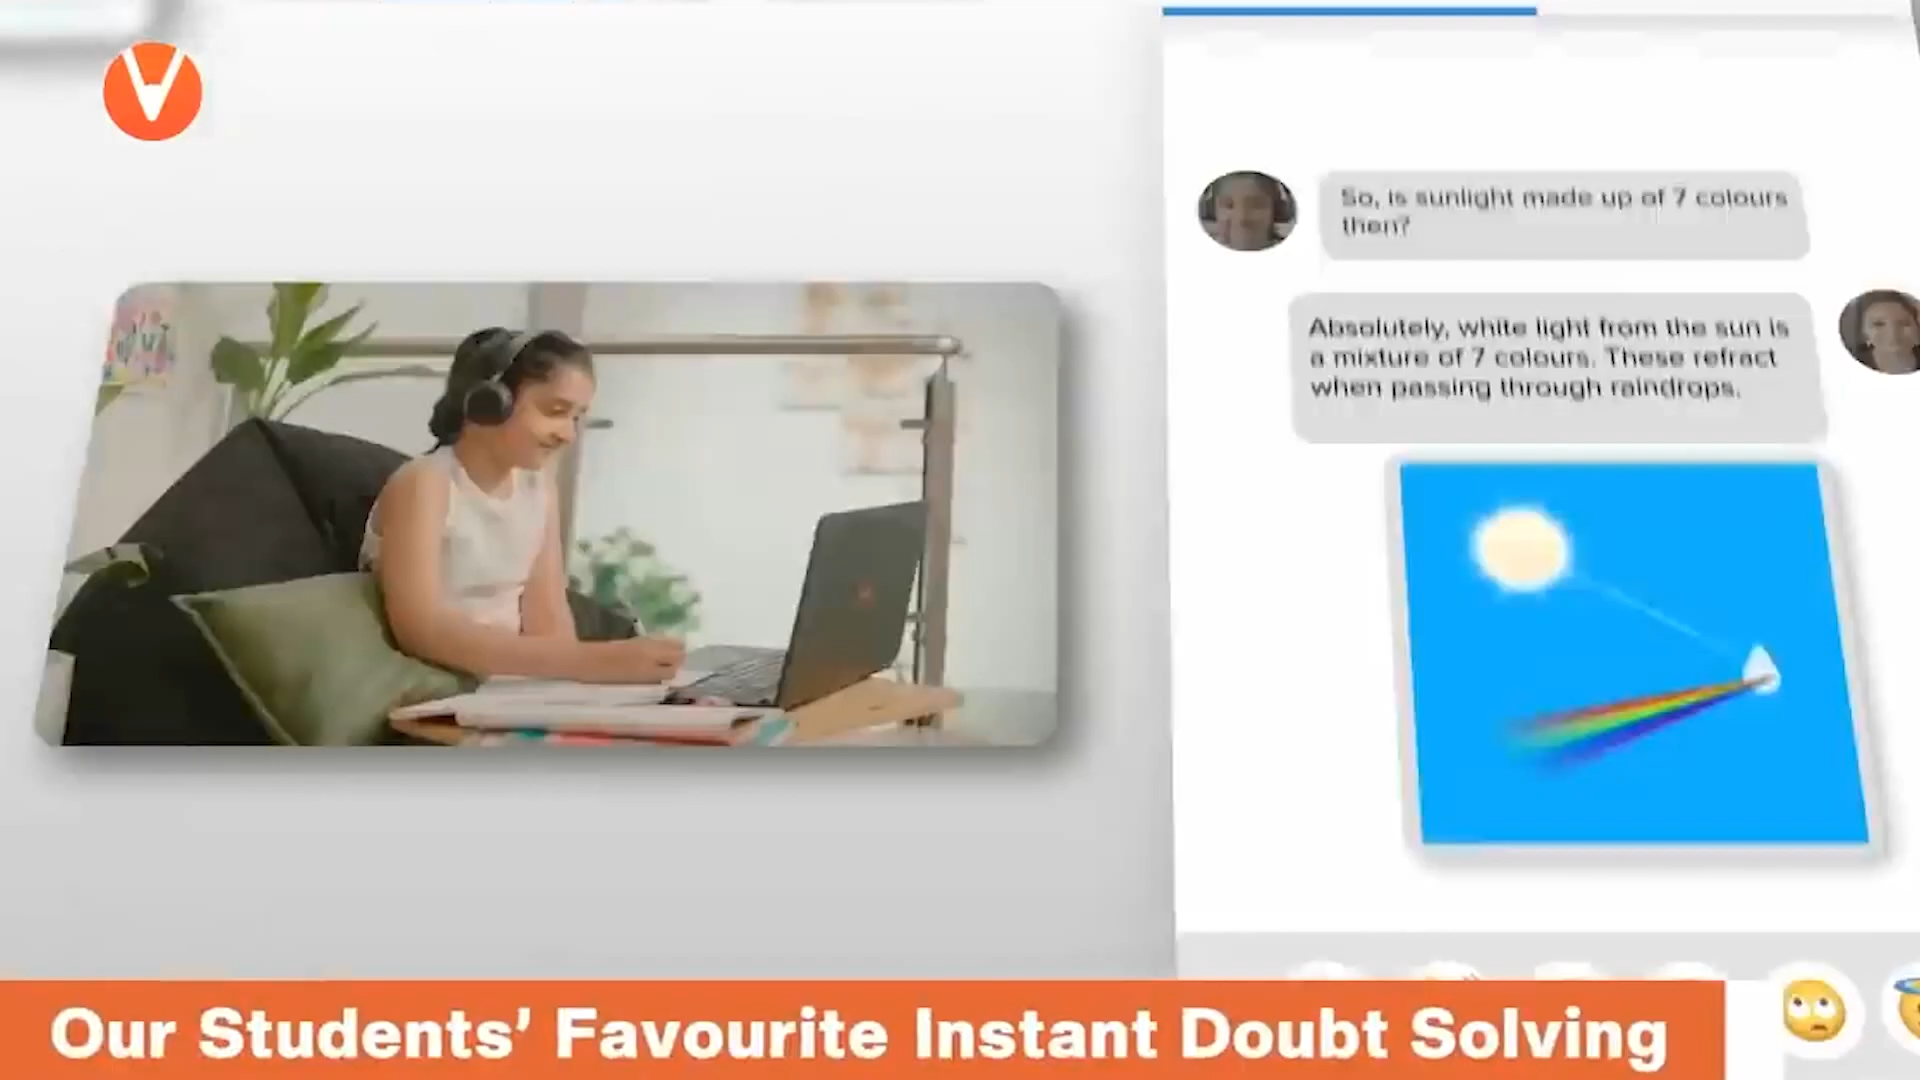 So, is sunlight made up of 7 colours
then?
Absolutely, white light from the sun is
a mixture of 7 colours. These refract
when passing through raindrops.
Our Students’ Favourite Instant Doubt Solving